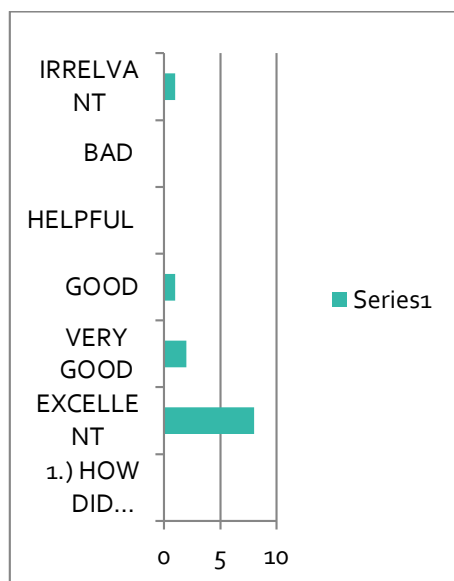 IRRELVA
NT
BAD
HELPFUL
GOOD
VERY
GOOD
EXCELLE
NT
1.) HOW
DID...
0 5 10
Series1